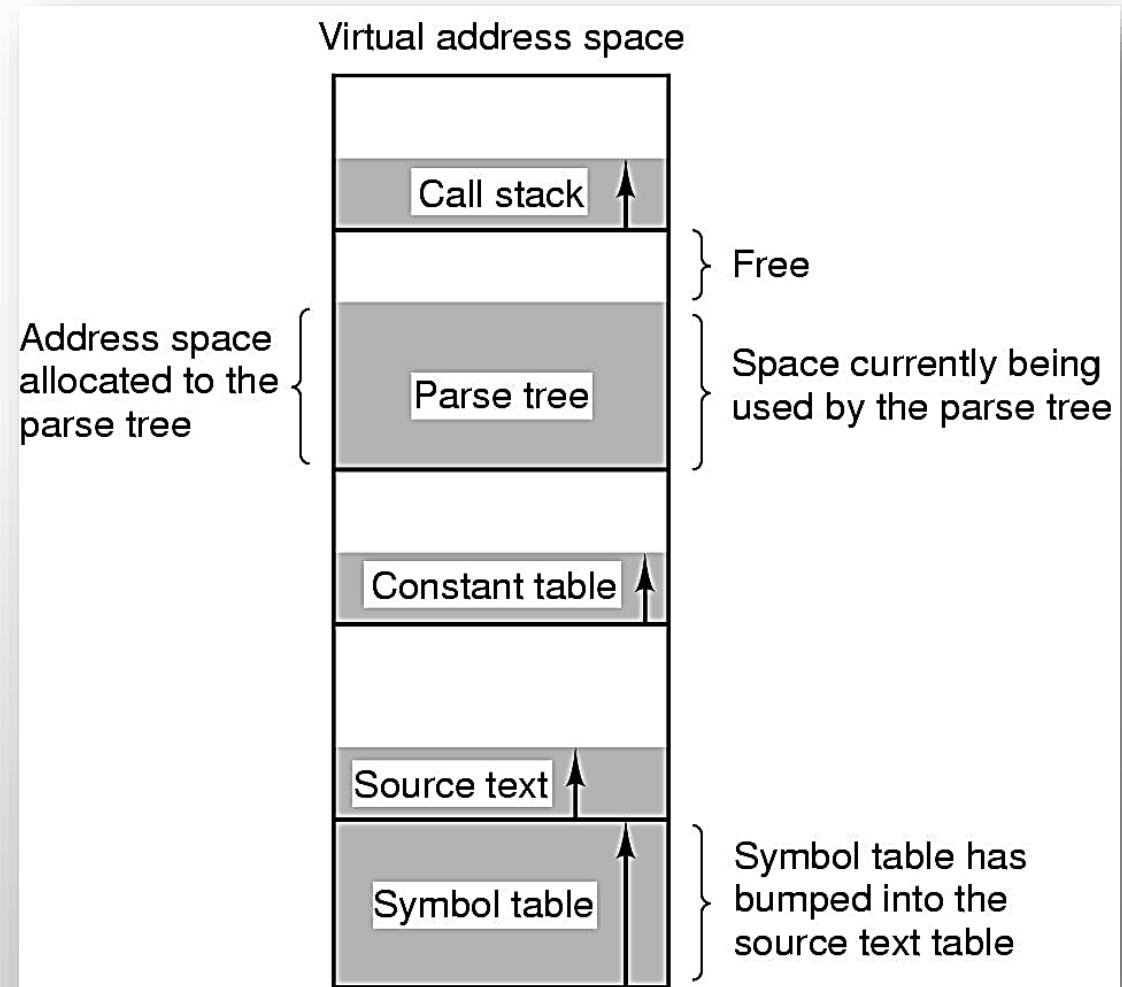 Virtual address space
Call stack
Free
Address space
allocated to the
parse tree
Parse tree
Space currently being
used by the parse tree
Constant table
Source text
Symbol table
Symbol table has
bumped into the
source text table